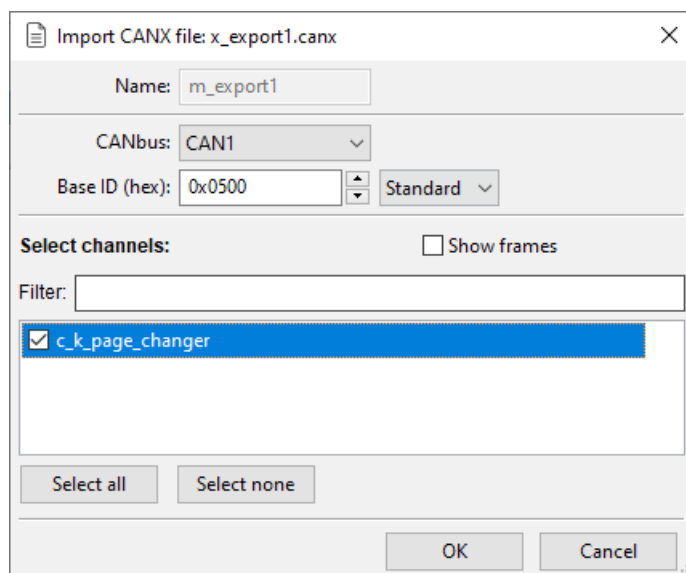 Import CANX file: x_export1.canx
Name: m_export1
CANbus: CAN1
Base ID (hex): 0x0500 Standard
Select channels: Show frames
Filter:
c_k_page_changer
Select all Select none
OK Cancel